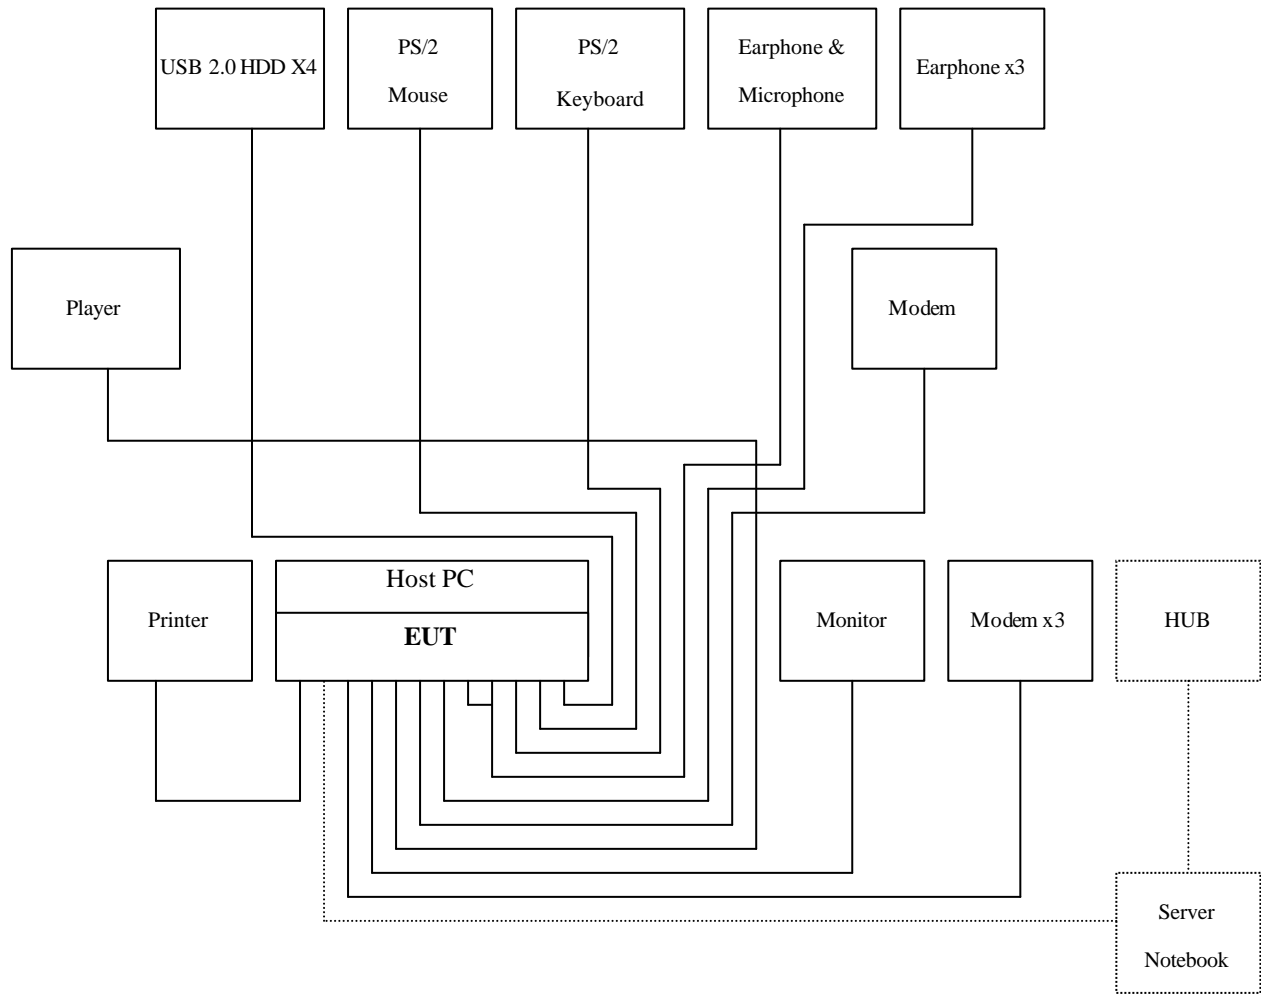 USB 2.0 HDD X4
PS/2
Mouse
PS/2
Keyboard
Earphone &
Microphone
Earphone x3
Player
Modem
Printer
Host PC
EUT
Monitor
Modem x3
HUB
Server
Notebook